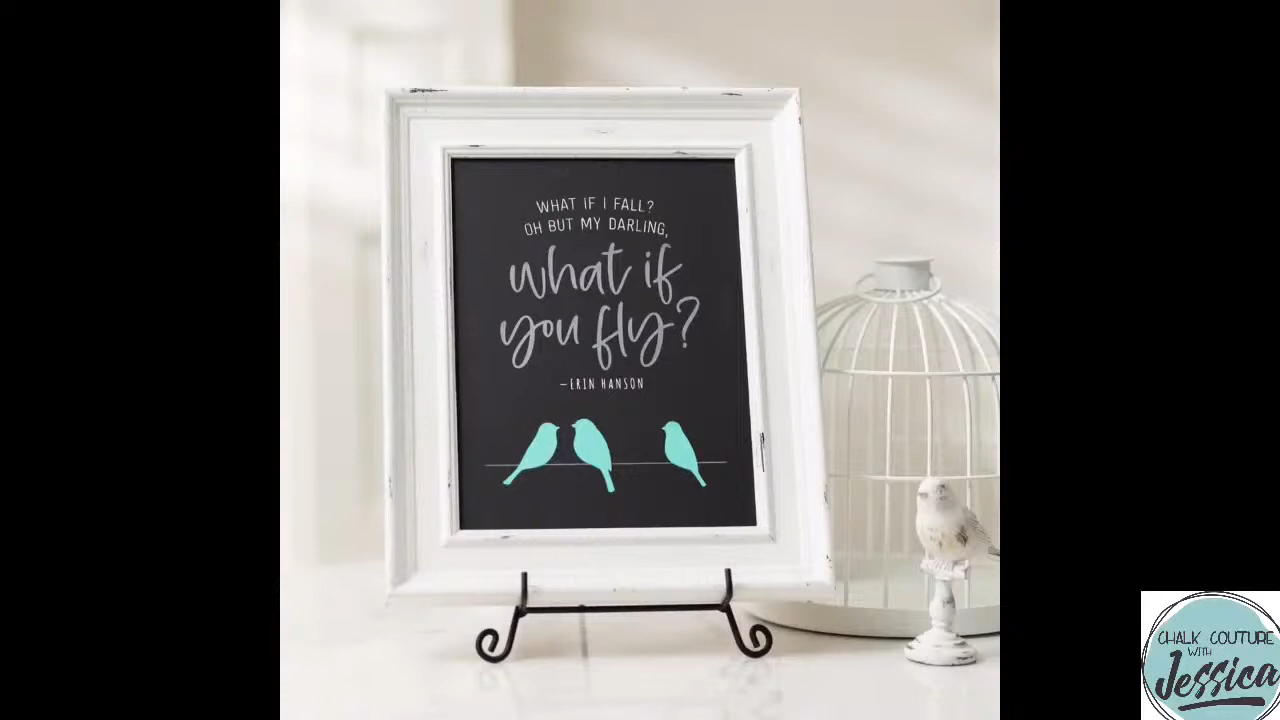 WHAT IF I FALL?
OH BUT MY DARLING,
what if
you fly?
—ERIN HANSON
CHALK COUTURE
WITH
Jessica